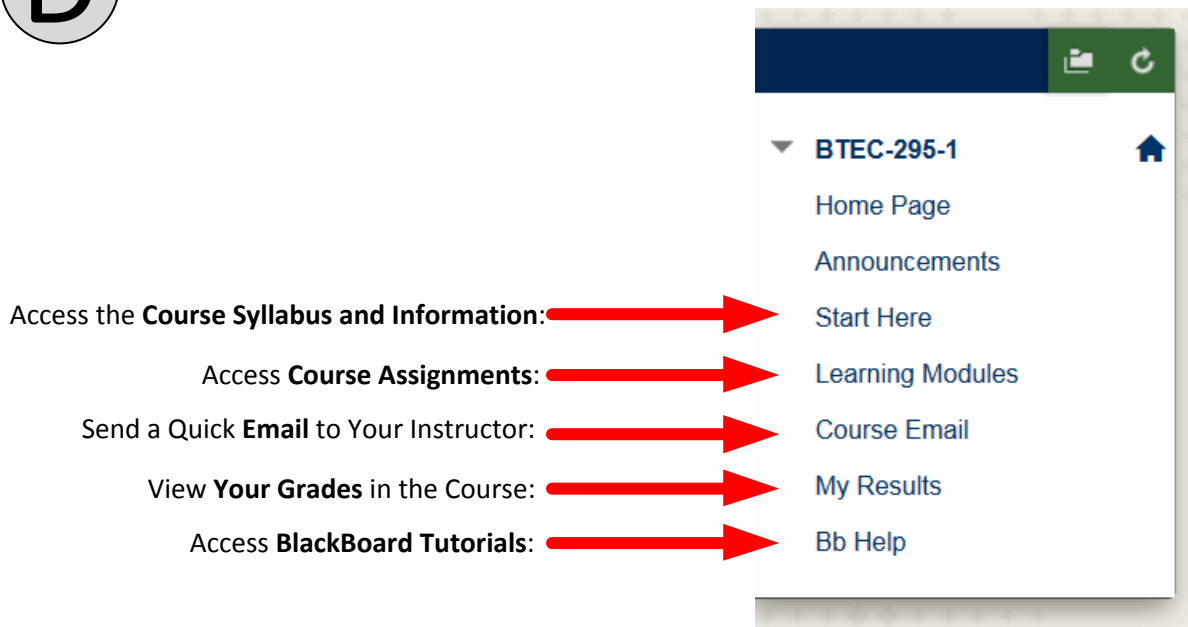 BTEC-295-1
Home Page
Announcements
Access the Course Syllabus and Information: Start Here
Access Course Assignments: Learning Modules
Send a Quick Email to Your Instructor: Course Email
View Your Grades in the Course: My Results
Access BlackBoard Tutorials: Bb Help